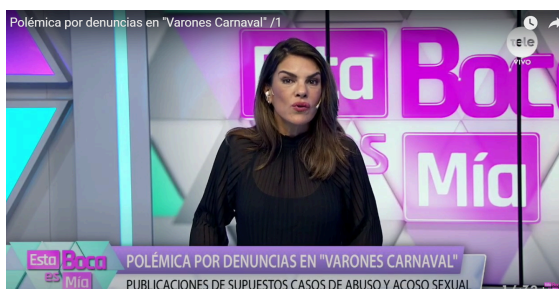 Polémica por denuncias en "Varones Carnaval" /1
tele
VIVO
Esta
Boca
es
Mía
Esta Boca
es Mía
POLÉMICA POR DENUNCIAS EN "VARONES CARNAVAL"
PUBLICACIONES DE SUPUESTOS CASOS DE ABUSO Y ACOSO SEXUAL